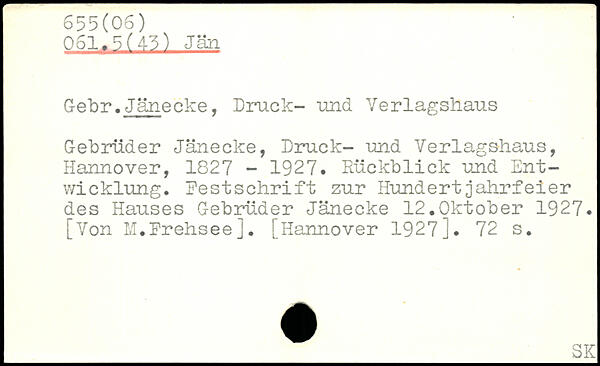 655(06)
061.5(43) Jän
Gebr.Jänecke, Druck- und Verlagshaus
Gebrüder Jänecke, Druck- und Verlagshaus,
Hannover, 1827 - 1927. Rückblick und Ent-
wicklung. Festschrift zur Hundertjahrfeier
des Hauses Gebrüder Jänecke 12.Oktober 1927.
[Von M.Frehsee]. [Hannover 1927]. 72 s.
SK